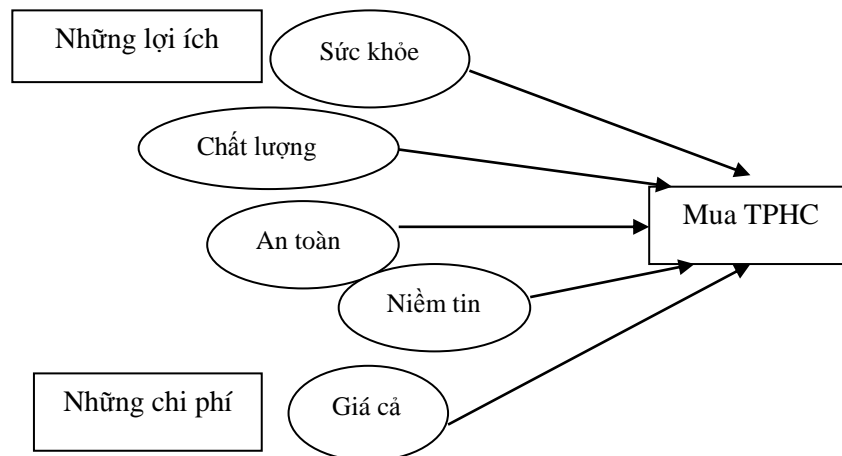 Những lợi ích
Sức khỏe
Chất lượng
Mua TPHC
An toàn
Niềm tin
Những chi phí
Giá cả